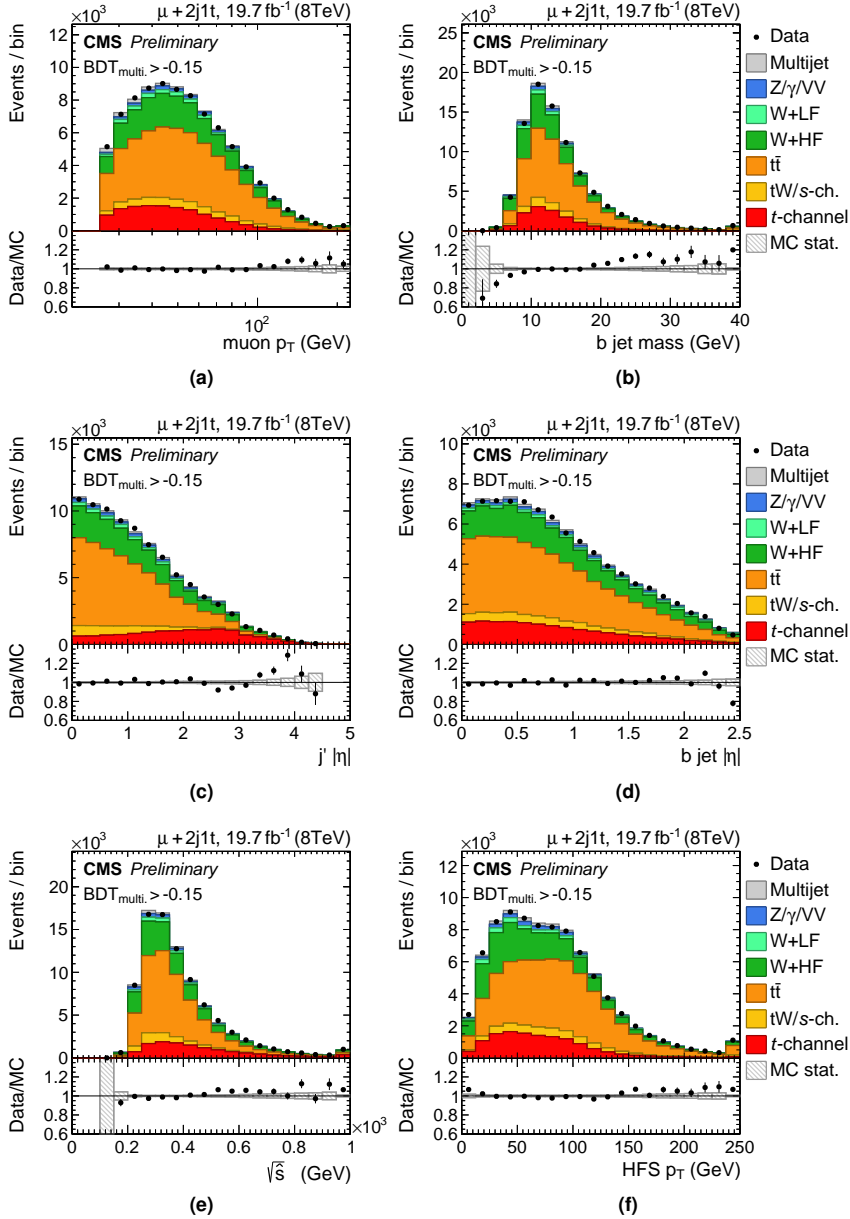 μ + 2j1t, 19.7 fb⁻¹ (8TeV)
×10³
CMS Preliminary
BDTmulti. > -0.15
Events / bin
12
10
8
6
4
2
0
Data/MC
1.2
1
0.8
0.6
10²
muon pT (GeV)
(a)
μ + 2j1t, 19.7 fb⁻¹ (8TeV)
×10³
CMS Preliminary
BDTmulti. > -0.15
Events / bin
25
20
15
10
5
0
Data/MC
1.2
1
0.8
0.6
0 10 20 30 40
b jet mass (GeV)
(b)
Data
Multijet
Z/γ/VV
W+LF
W+HF
tt̄
tW/s-ch.
t-channel
MC stat.
μ + 2j1t, 19.7 fb⁻¹ (8TeV)
×10³
CMS Preliminary
BDTmulti. > -0.15
Events / bin
15
10
5
0
Data/MC
1.2
1
0.8
0.6
0 1 2 3 4 5
j' |η|
(c)
μ + 2j1t, 19.7 fb⁻¹ (8TeV)
×10³
CMS Preliminary
BDTmulti. > -0.15
Events / bin
10
8
6
4
2
0
Data/MC
1.2
1
0.8
0.6
0 0.5 1 1.5 2 2.5
b jet |η|
(d)
Data
Multijet
Z/γ/VV
W+LF
W+HF
tt̄
tW/s-ch.
t-channel
MC stat.
μ + 2j1t, 19.7 fb⁻¹ (8TeV)
×10³
CMS Preliminary
BDTmulti. > -0.15
Events / bin
20
15
10
5
0
Data/MC
1.2
1
0.8
0.6
0 0.2 0.4 0.6 0.8 1
×10³
√ŝ (GeV)
(e)
μ + 2j1t, 19.7 fb⁻¹ (8TeV)
×10³
CMS Preliminary
BDTmulti. > -0.15
Events / bin
12
10
8
6
4
2
0
Data/MC
1.2
1
0.8
0.6
0 50 100 150 200 250
HFS pT (GeV)
(f)
Data
Multijet
Z/γ/VV
W+LF
W+HF
tt̄
tW/s-ch.
t-channel
MC stat.